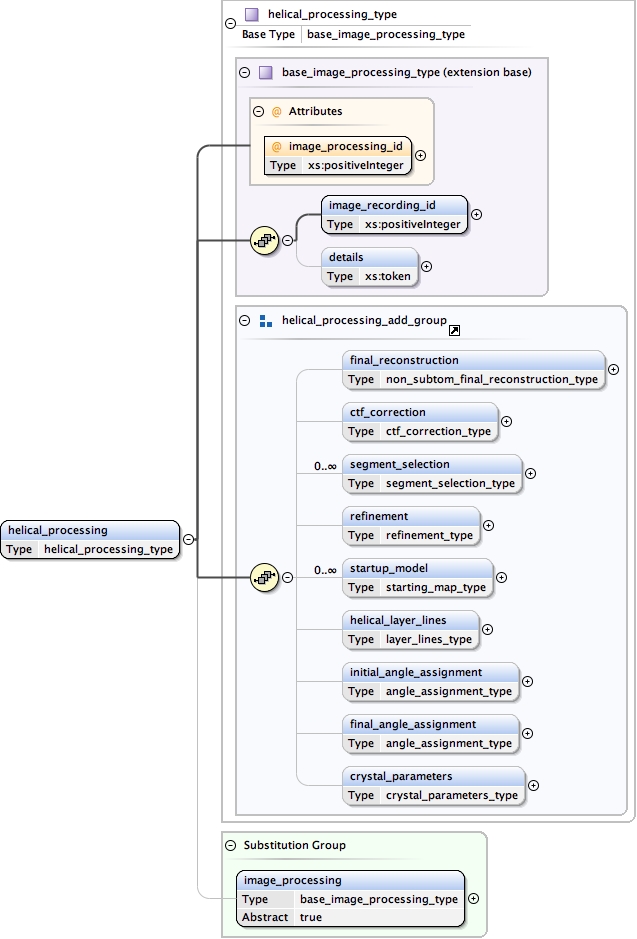 helical_processing_type
Base Type base_image_processing_type
base_image_processing_type (extension base)
@ Attributes
@ image_processing_id
Type xs:positiveInteger
image_recording_id
Type xs:positiveInteger
details
Type xs:token
helical_processing_add_group
final_reconstruction
Type non_subtom_final_reconstruction_type
ctf_correction
Type ctf_correction_type
0..∞ segment_selection
Type segment_selection_type
refinement
Type refinement_type
helical_processing
Type helical_processing_type
0..∞ startup_model
Type starting_map_type
helical_layer_lines
Type layer_lines_type
initial_angle_assignment
Type angle_assignment_type
final_angle_assignment
Type angle_assignment_type
crystal_parameters
Type crystal_parameters_type
Substitution Group
image_processing
Type base_image_processing_type
Abstract true